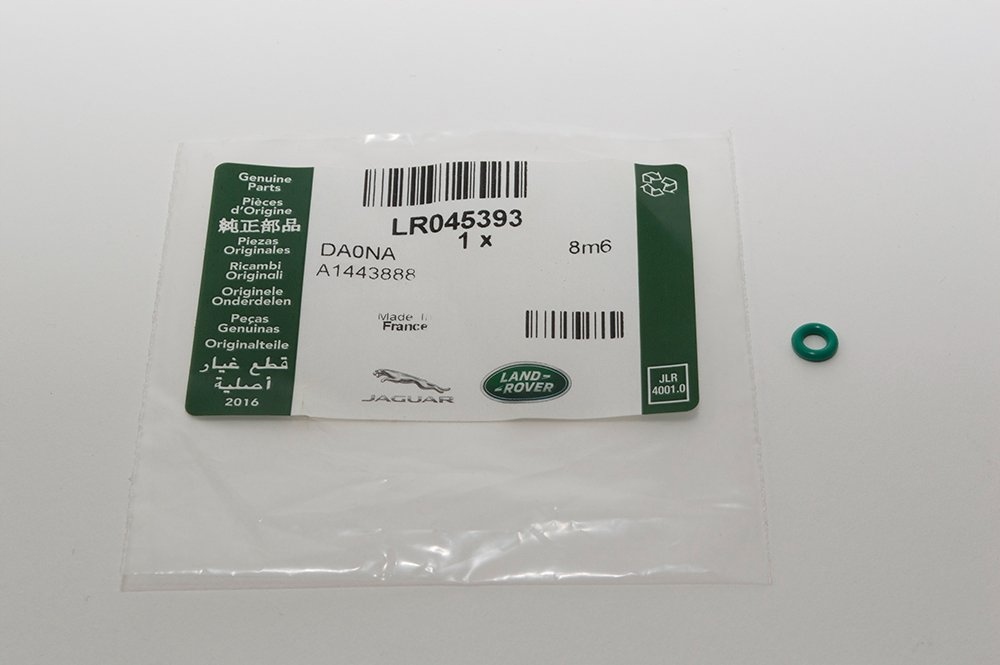 Genuine
Parts
Pièces
d'Origine
純正部品
Piezas
Originales
Ricambi
Originali
Originele
Onderdelen
Peças
Genuinas
Originalteile
قطع غيار
أصلية
2016
LR045393
1 x
DA0NA
8m6
A1443888
Made
France
JAGUAR
LAND-
-ROVER
JLR
4001.0